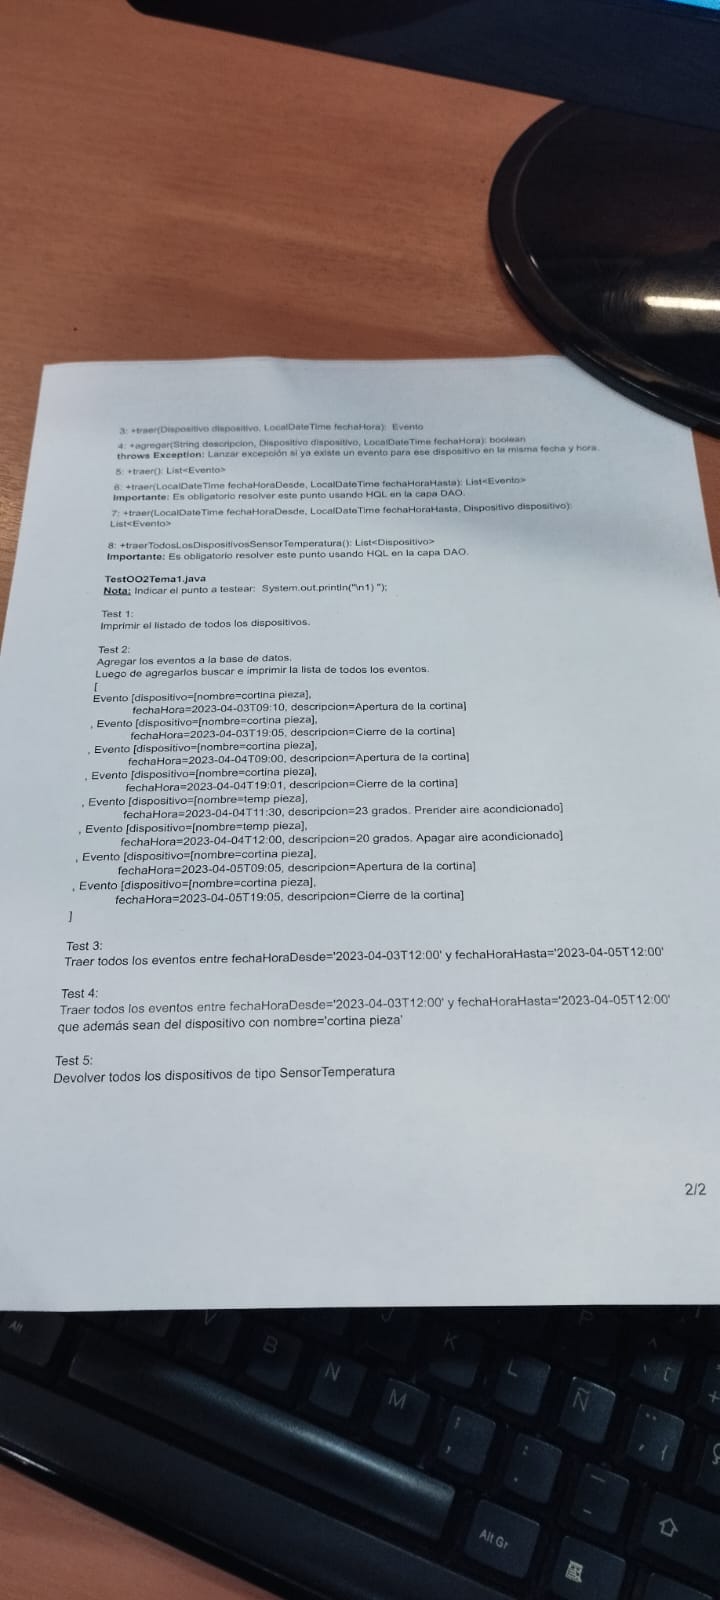 3: +traer(Dispositivo dispositivo, LocalDateTime fechaHora): Evento
4: +agregar(String descripcion, Dispositivo dispositivo, LocalDateTime fechaHora): boolean
throws Exception: Lanzar excepción si ya existe un evento para ese dispositivo en la misma fecha y hora.
5: +traer(): List<Evento>
6: +traer(LocalDateTime fechaHoraDesde, LocalDateTime fechaHoraHasta): List<Evento>
Importante: Es obligatorio resolver este punto usando HQL en la capa DAO.
7: +traer(LocalDateTime fechaHoraDesde, LocalDateTime fechaHoraHasta, Dispositivo dispositivo):
List<Evento>
8: +traerTodosLosDispositivosSensorTemperatura(): List<Dispositivo>
Importante: Es obligatorio resolver este punto usando HQL en la capa DAO.
TestOO2Tema1.java
Nota: Indicar el punto a testear: System.out.println("\n1) ");
Test 1:
Imprimir el listado de todos los dispositivos.
Test 2:
Agregar los eventos a la base de datos.
Luego de agregarlos buscar e imprimir la lista de todos los eventos.
[
Evento [dispositivo=[nombre=cortina pieza],
fechaHora=2023-04-03T09:10, descripcion=Apertura de la cortina]
, Evento [dispositivo=[nombre=cortina pieza],
fechaHora=2023-04-03T19:05, descripcion=Cierre de la cortina]
, Evento [dispositivo=[nombre=cortina pieza],
fechaHora=2023-04-04T09:00, descripcion=Apertura de la cortina]
, Evento [dispositivo=[nombre=cortina pieza],
fechaHora=2023-04-04T19:01, descripcion=Cierre de la cortina]
, Evento [dispositivo=[nombre=temp pieza],
fechaHora=2023-04-04T11:30, descripcion=23 grados. Prender aire acondicionado]
, Evento [dispositivo=[nombre=temp pieza],
fechaHora=2023-04-04T12:00, descripcion=20 grados. Apagar aire acondicionado]
, Evento [dispositivo=[nombre=cortina pieza],
fechaHora=2023-04-05T09:05, descripcion=Apertura de la cortina]
, Evento [dispositivo=[nombre=cortina pieza],
fechaHora=2023-04-05T19:05, descripcion=Cierre de la cortina]
]
Test 3:
Traer todos los eventos entre fechaHoraDesde='2023-04-03T12:00' y fechaHoraHasta='2023-04-05T12:00'
Test 4:
Traer todos los eventos entre fechaHoraDesde='2023-04-03T12:00' y fechaHoraHasta='2023-04-05T12:00'
que además sean del dispositivo con nombre='cortina pieza'
Test 5:
Devolver todos los dispositivos de tipo SensorTemperatura
2/2
Alt
V
B
N
M
J
K
L
P
Ñ
Alt Gr